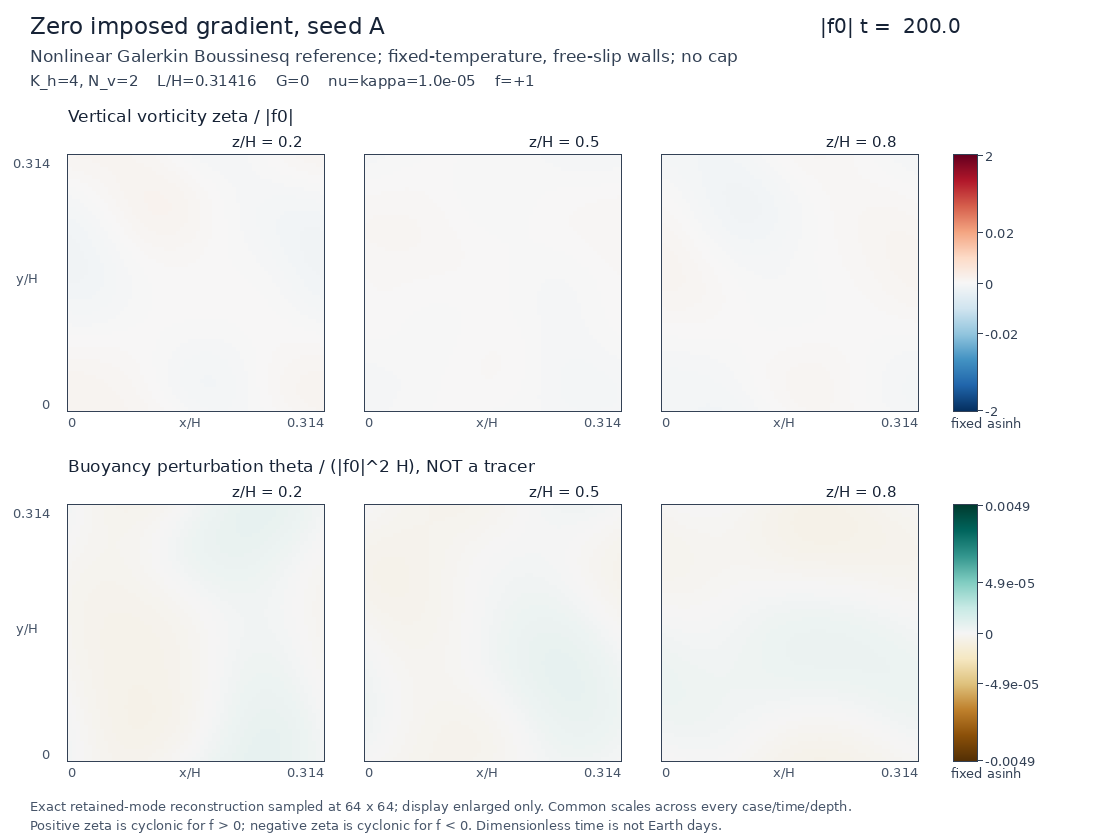 Zero imposed gradient, seed A
|f0| t =  200.0
Nonlinear Galerkin Boussinesq reference; fixed-temperature, free-slip walls; no cap
K_h=4, N_v=2    L/H=0.31416    G=0    nu=kappa=1.0e-05    f=+1
Vertical vorticity zeta / |f0|
z/H = 0.2
z/H = 0.5
z/H = 0.8
0.314
y/H
0
0
x/H
0.314
0
x/H
0.314
0
x/H
0.314
2
0.02
0
-0.02
-2
fixed asinh
Buoyancy perturbation theta / (|f0|^2 H), NOT a tracer
z/H = 0.2
z/H = 0.5
z/H = 0.8
0.314
y/H
0
0
x/H
0.314
0
x/H
0.314
0
x/H
0.314
0.0049
4.9e-05
0
-4.9e-05
-0.0049
fixed asinh
Exact retained-mode reconstruction sampled at 64 x 64; display enlarged only. Common scales across every case/time/depth.
Positive zeta is cyclonic for f > 0; negative zeta is cyclonic for f < 0. Dimensionless time is not Earth days.